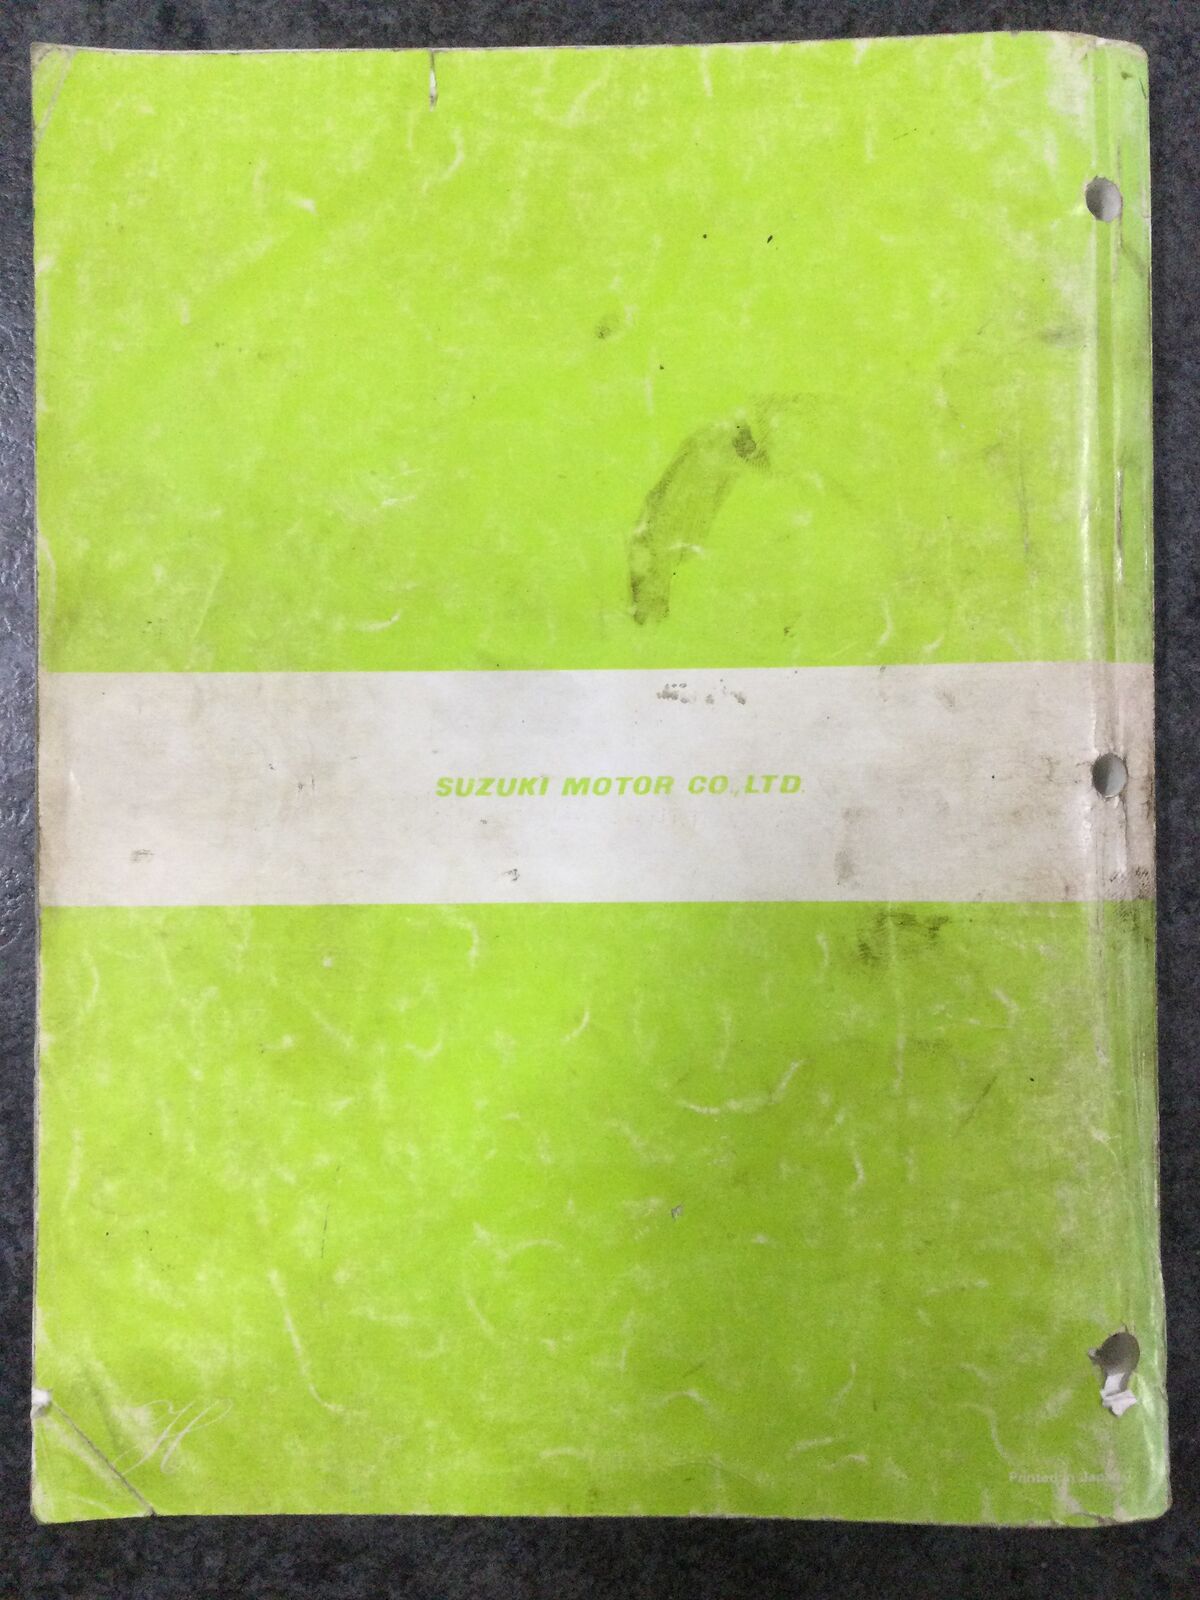 SUZUKI MOTOR CO.,LTD.
H
Printed in Japan